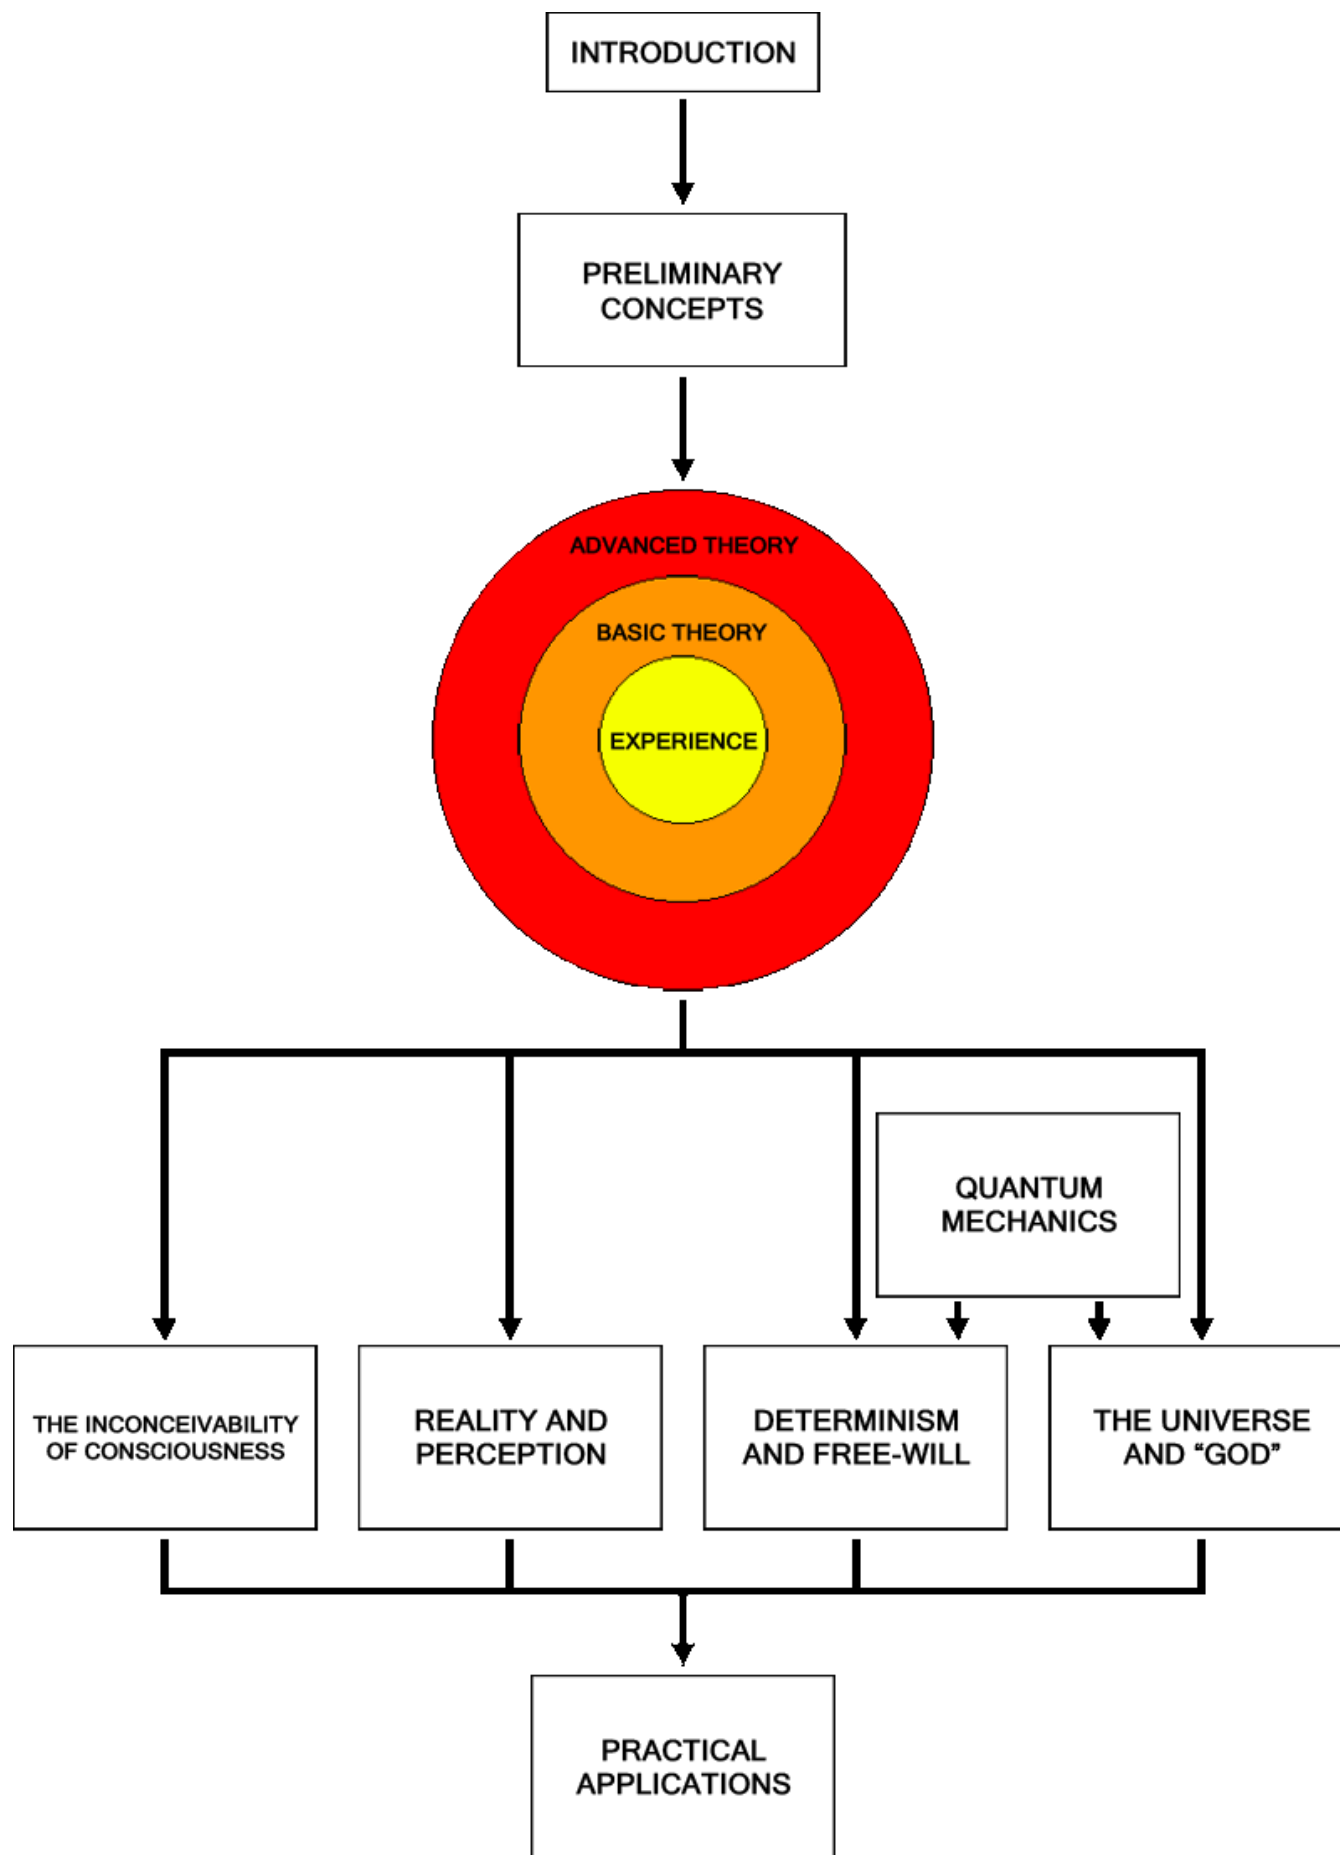 INTRODUCTION
PRELIMINARY
CONCEPTS
ADVANCED THEORY
BASIC THEORY
EXPERIENCE
QUANTUM
MECHANICS
THE INCONCEIVABILITY
OF CONSCIOUSNESS
REALITY AND
PERCEPTION
DETERMINISM
AND FREE-WILL
THE UNIVERSE
AND “GOD”
PRACTICAL
APPLICATIONS